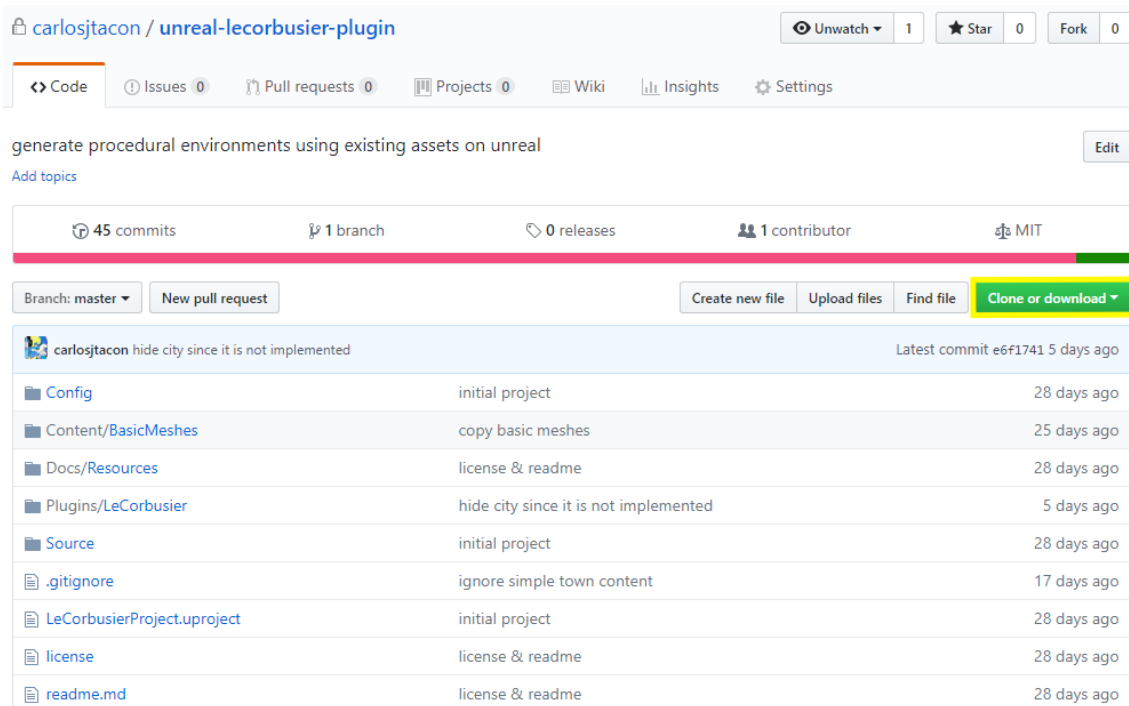 carlosjtacon / unreal-lecorbusier-plugin Unwatch 1 Star 0 Fork 0
Code Issues 0 Pull requests 0 Projects 0 Wiki Insights Settings
generate procedural environments using existing assets on unreal Edit
Add topics
45 commits 1 branch 0 releases 1 contributor MIT
Branch: master New pull request Create new file Upload files Find file Clone or download
carlosjtacon hide city since it is not implemented Latest commit e6f1741 5 days ago
Config initial project 28 days ago
Content/BasicMeshes copy basic meshes 25 days ago
Docs/Resources license & readme 28 days ago
Plugins/LeCorbusier hide city since it is not implemented 5 days ago
Source initial project 28 days ago
.gitignore ignore simple town content 17 days ago
LeCorbusierProject.uproject initial project 28 days ago
license license & readme 28 days ago
readme.md license & readme 28 days ago